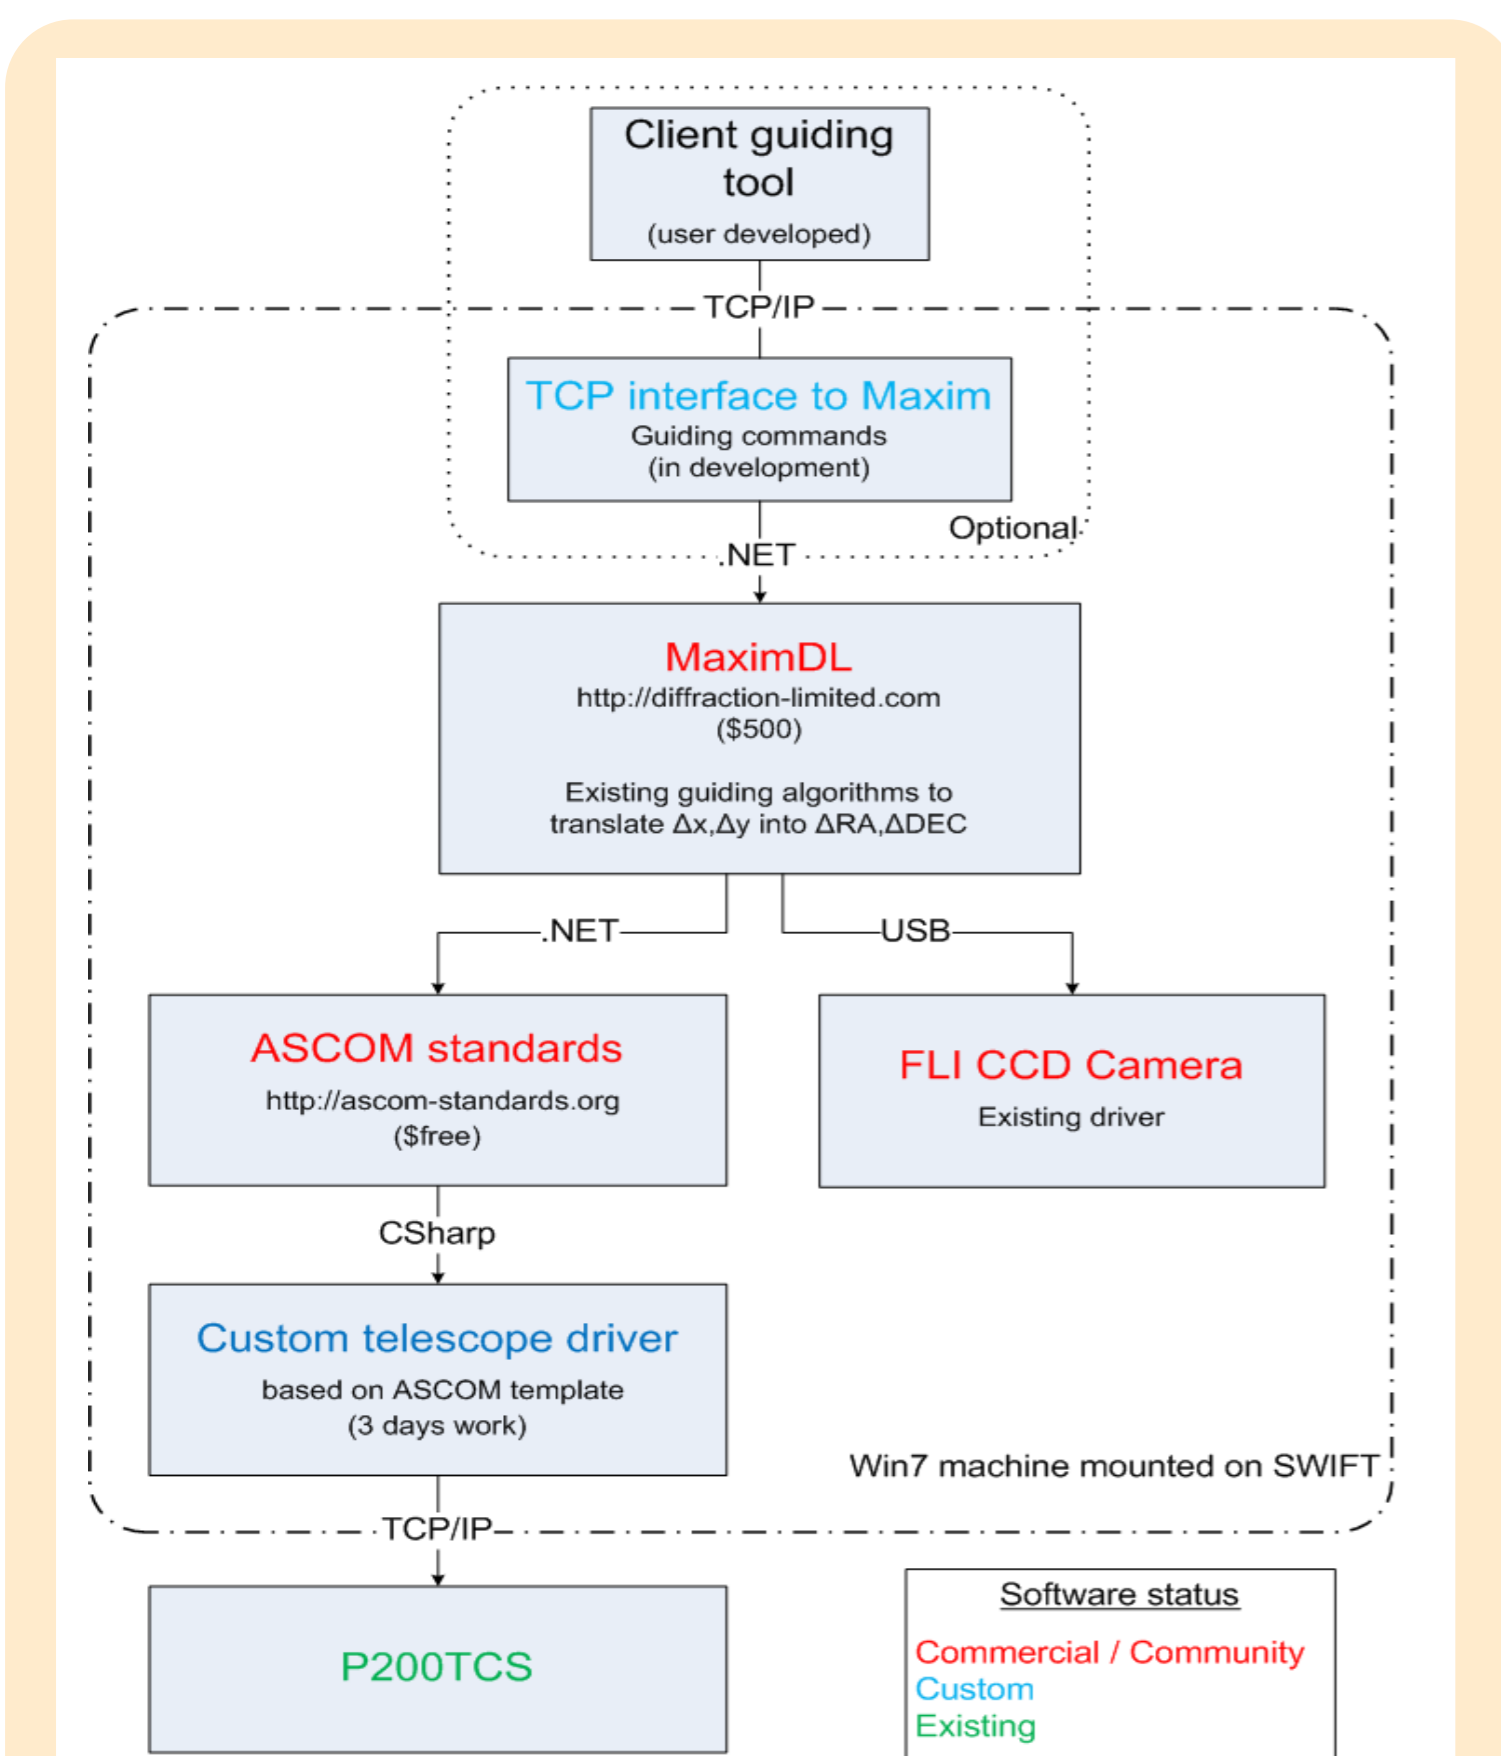 Client guiding
tool
(user developed)
TCP/IP
TCP interface to Maxim
Guiding commands
(in development)
Optional
.NET
MaximDL
http://diffraction-limited.com
($500)
Existing guiding algorithms to
translate Δx,Δy into ΔRA,ΔDEC
.NET
USB
ASCOM standards
http://ascom-standards.org
($free)
FLI CCD Camera
Existing driver
CSharp
Custom telescope driver
based on ASCOM template
(3 days work)
Win7 machine mounted on SWIFT
TCP/IP
P200TCS
Software status
Commercial / Community
Custom
Existing